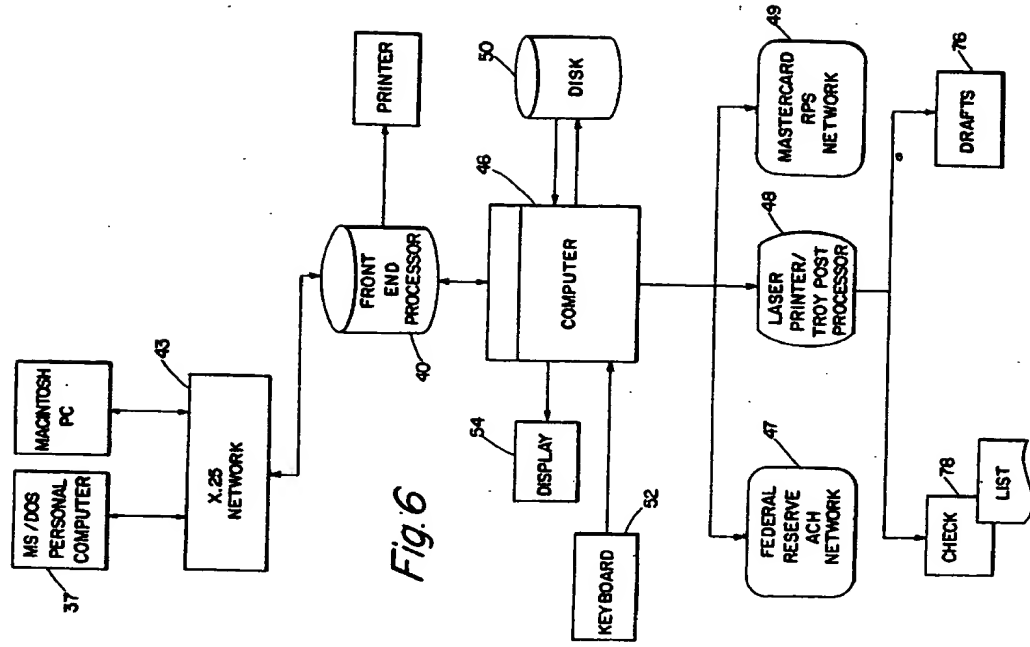 37
MS/DOS
PERSONAL
COMPUTER
MACINTOSH
PC
43
X.25
NETWORK
Fig. 6
FRONT
END
PROCESSOR
40
PRINTER
54
DISPLAY
46
COMPUTER
50
DISK
KEYBOARD
52
47
FEDERAL
RESERVE
ACH
NETWORK
48
LASER
PRINTER/
TROY POST
PROCESSOR
49
MASTERCARD
RPS
NETWORK
78
CHECK
LIST
76
DRAFTS